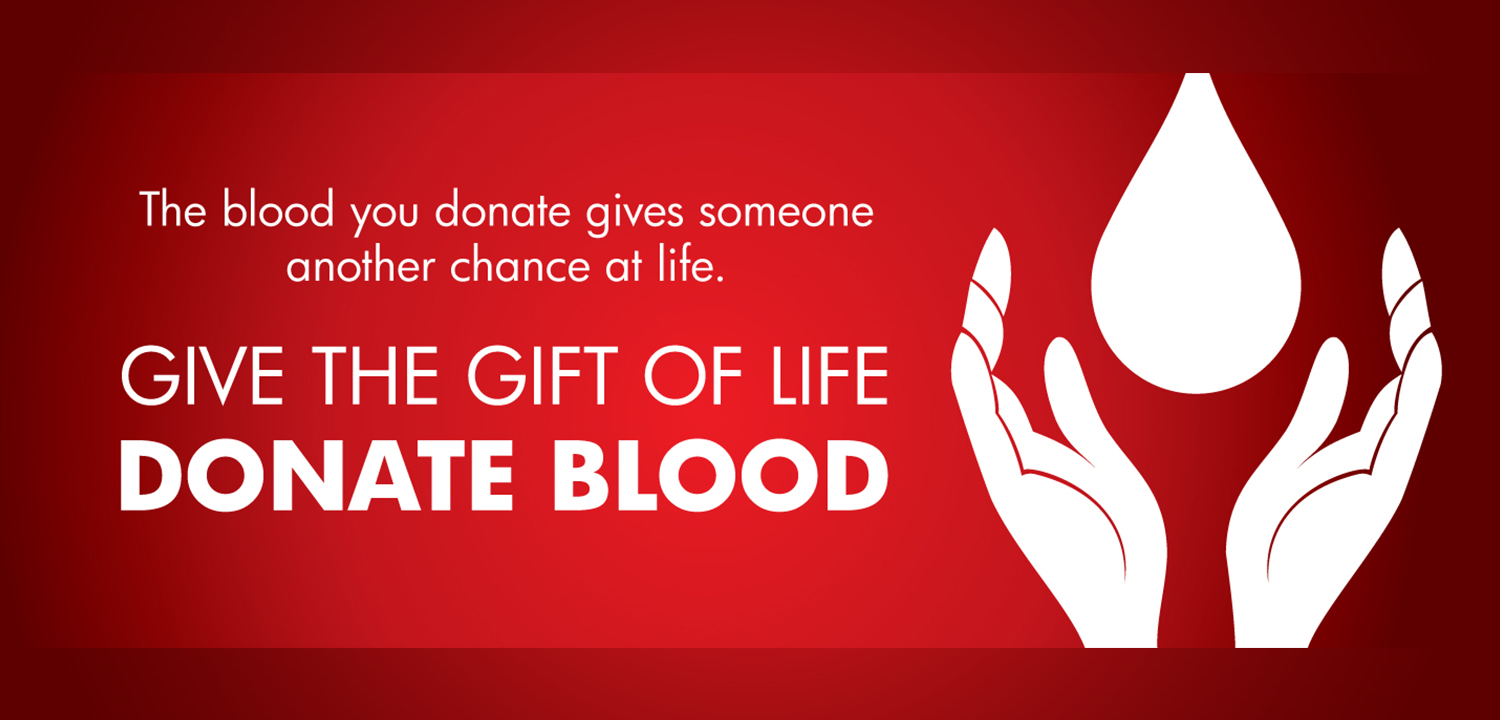 The blood you donate gives someone
another chance at life.
GIVE THE GIFT OF LIFE
DONATE BLOOD